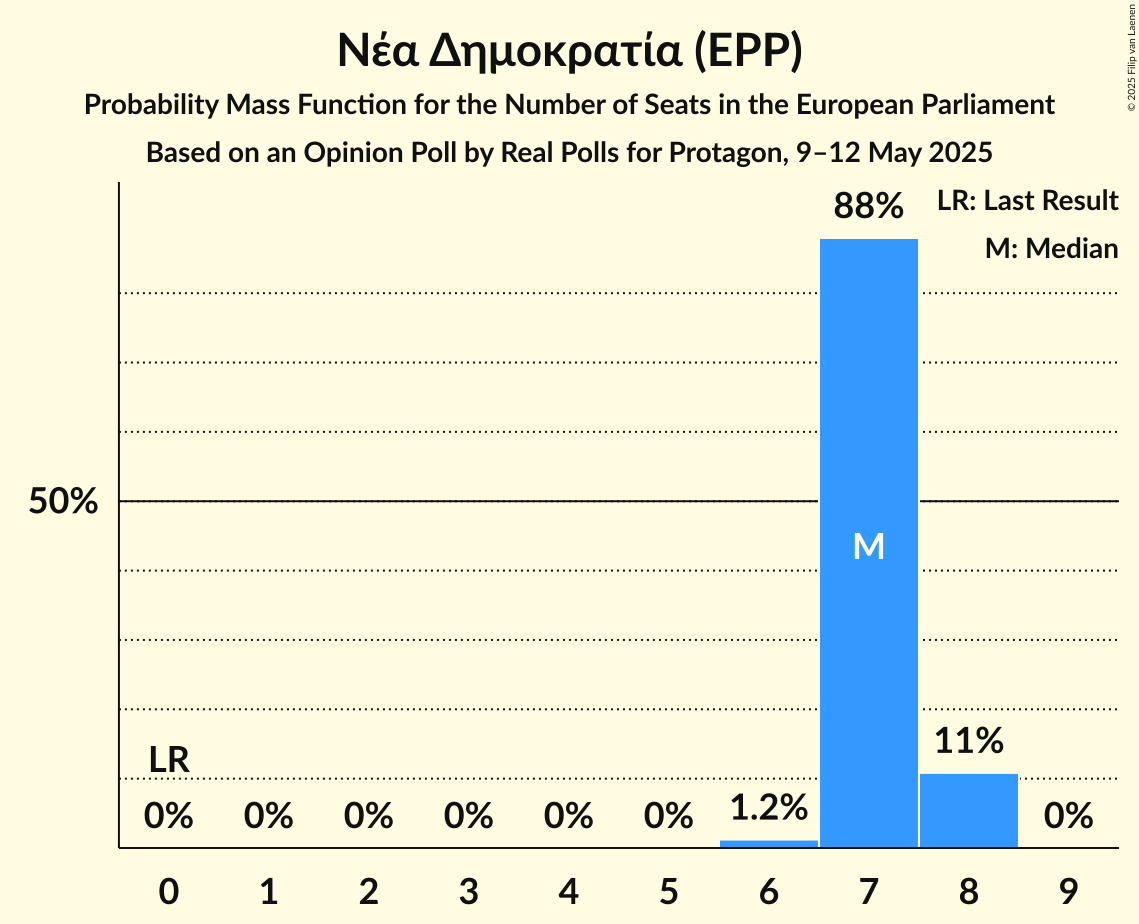 Νέα Δημοκρατία (EPP)
Probability Mass Function for the Number of Seats in the European Parliament
Based on an Opinion Poll by Real Polls for Protagon, 9–12 May 2025
© 2025 Filip van Laenen
LR: Last Result
M: Median
88%
50%
M
LR
11%
0% 0% 0% 0% 0% 0% 1.2% 0%
0 1 2 3 4 5 6 7 8 9